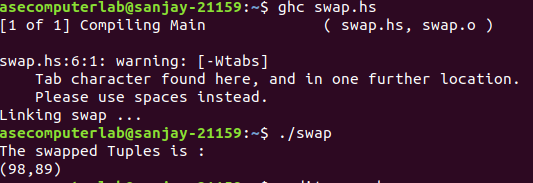 asecomputerlab@sanjay-21159:~$ ghc swap.hs
[1 of 1] Compiling Main             ( swap.hs, swap.o )

swap.hs:6:1: warning: [-Wtabs]
    Tab character found here, and in one further location.
    Please use spaces instead.
Linking swap ...
asecomputerlab@sanjay-21159:~$ ./swap
The swapped Tuples is :
(98,89)